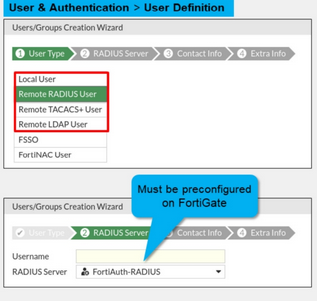 User & Authentication > User Definition
Users/Groups Creation Wizard
1 User Type 2 RADIUS Server 3 Contact Info 4 Extra Info
Local User
Remote RADIUS User
Remote TACACS+ User
Remote LDAP User
FSSO
FortiNAC User
Users/Groups Creation Wizard
User Type 2 RADIUS Server 3 Contact Info 4 Extra Info
Must be preconfigured
on FortiGate
Username
RADIUS Server FortiAuth-RADIUS